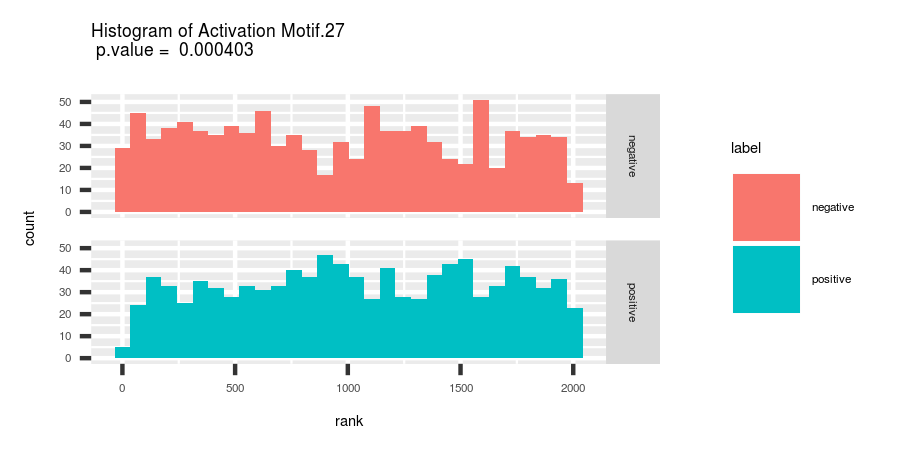 Histogram of Activation Motif.27
p.value = 0.000403
count
50
40
30
20
10
0
negative
50
40
30
20
10
0
positive
0 500 1000 1500 2000
rank
label
negative
positive